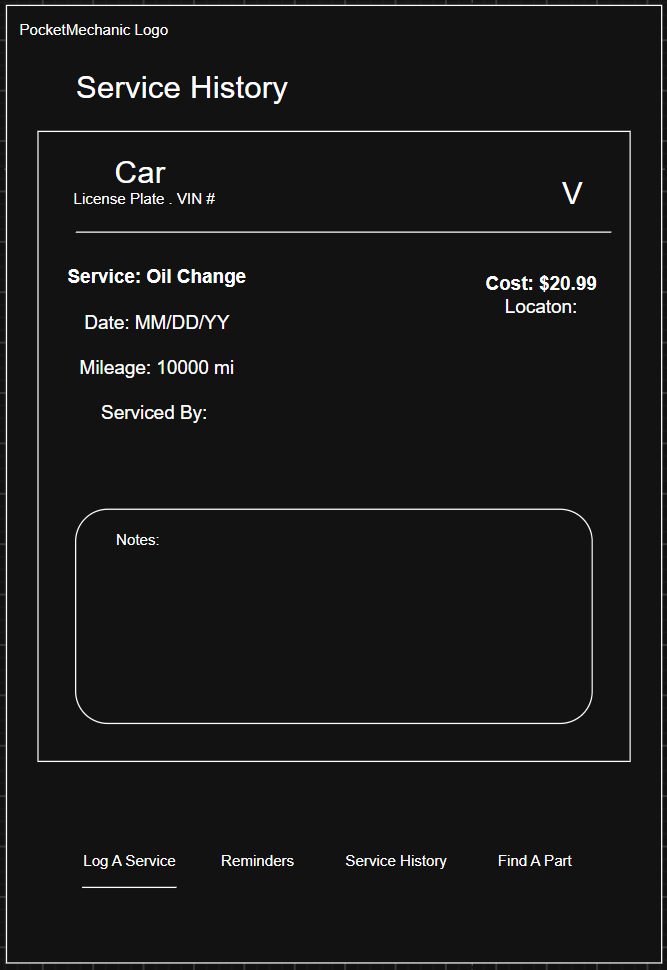 PocketMechanic Logo
Service History
Car
License Plate . VIN #
V
Service: Oil Change
Cost: $20.99
Locaton:
Date: MM/DD/YY
Mileage: 10000 mi
Serviced By:
Notes:
Log A Service Reminders Service History Find A Part